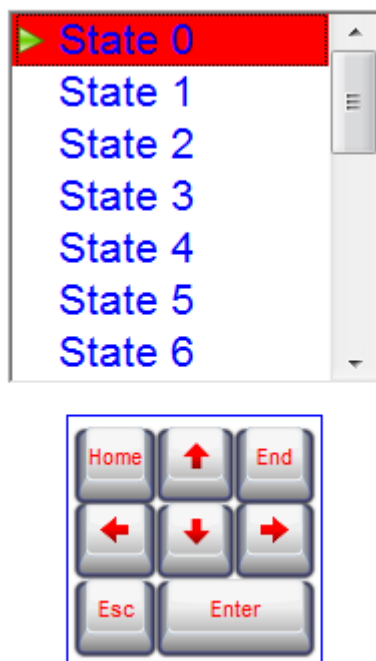 State 0
State 1
State 2
State 3
State 4
State 5
State 6
Home End
Esc Enter